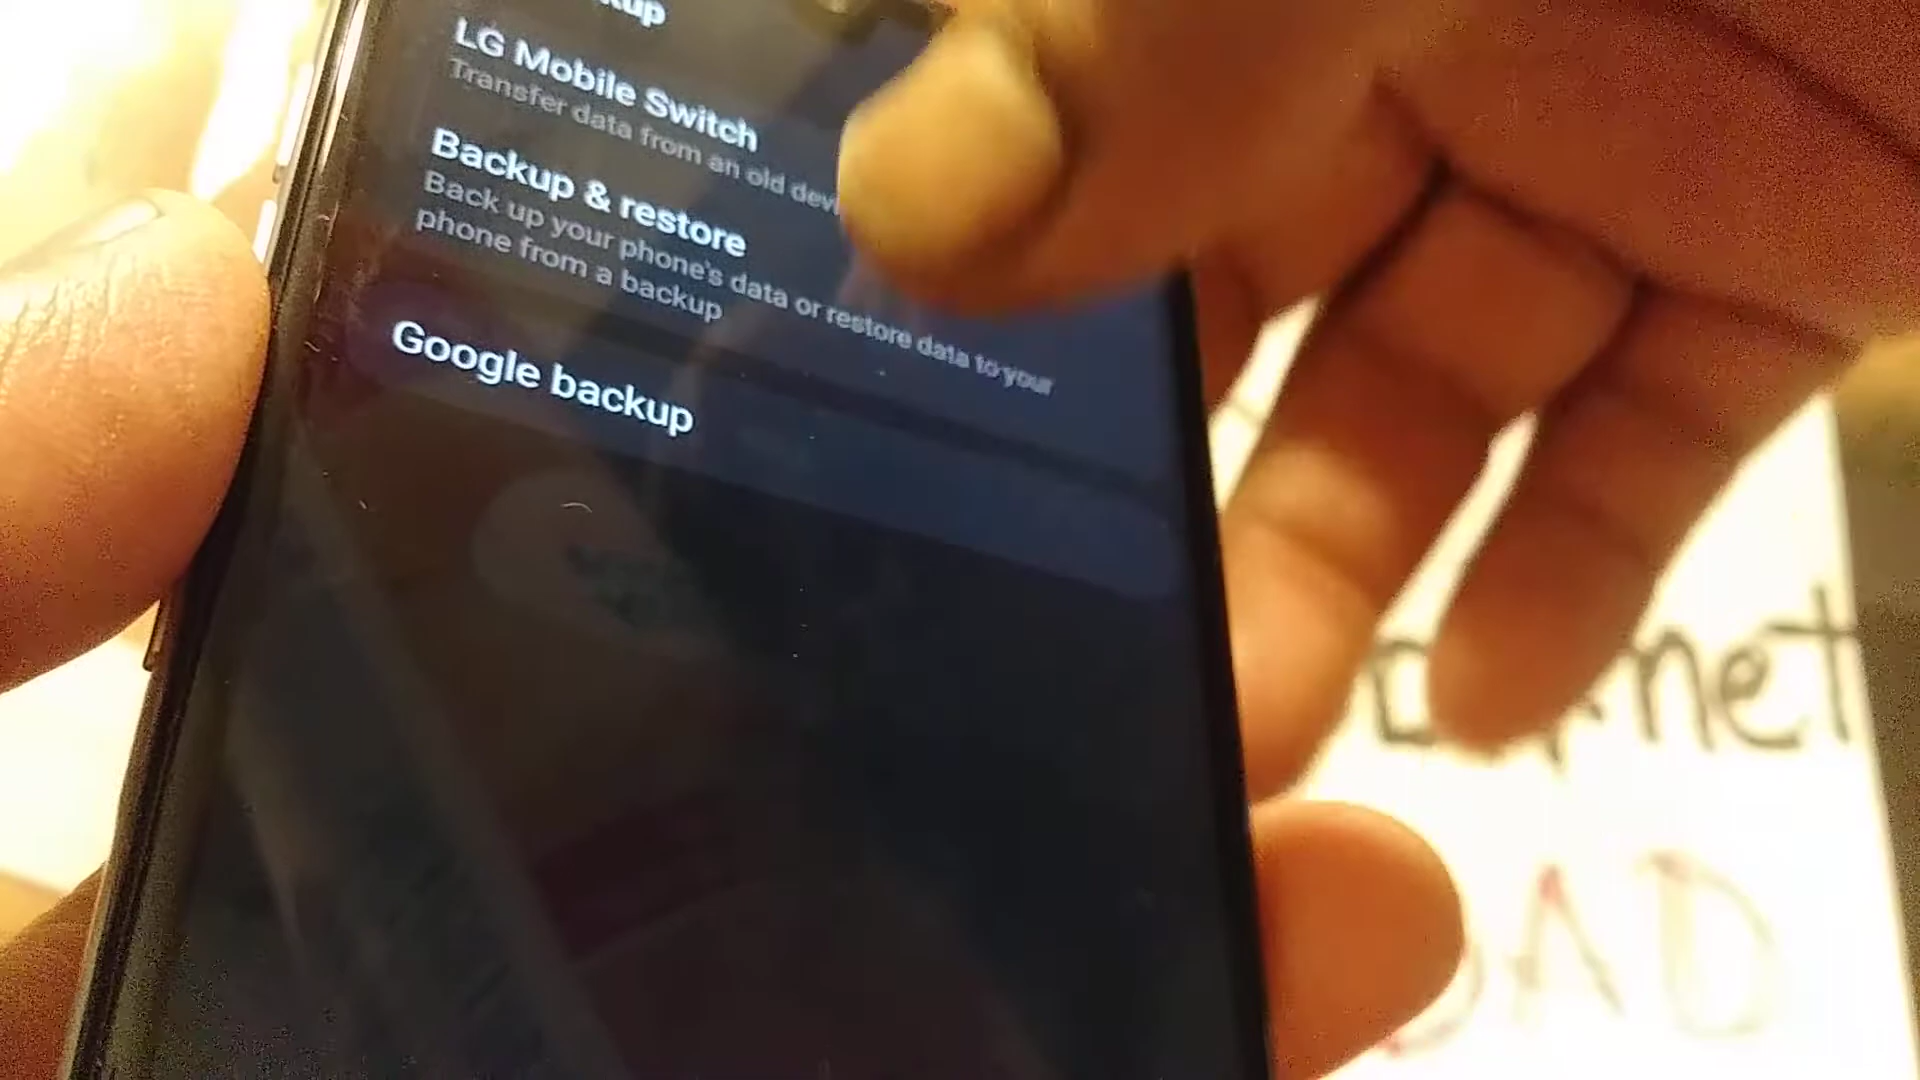 LG Mobile Switch
Transfer data from an old
Backup & restore
Back up your phone's data or restore data to your
phone from a backup
Google backup